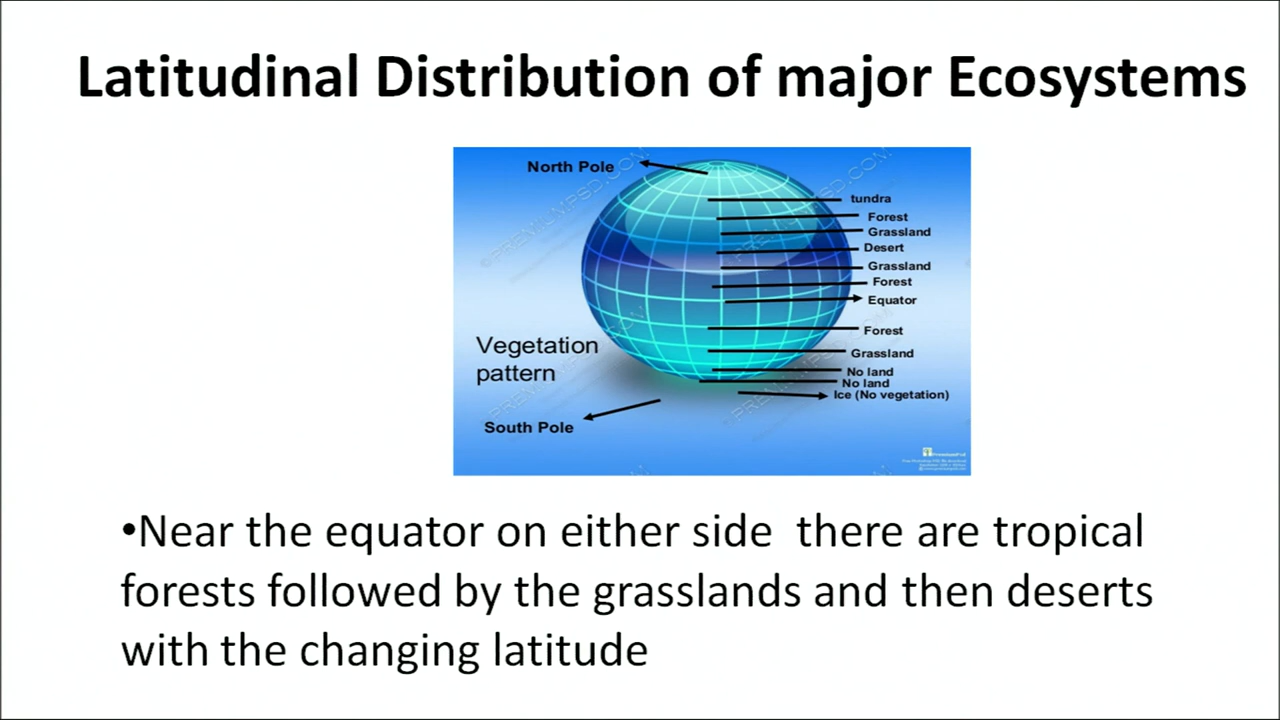 Latitudinal Distribution of major Ecosystems
North Pole
tundra
Forest
Grassland
Desert
Grassland
Forest
Equator
Forest
Vegetation
pattern
Grassland
No land
No land
Ice (No vegetation)
South Pole
•Near the equator on either side there are tropical
forests followed by the grasslands and then deserts
with the changing latitude